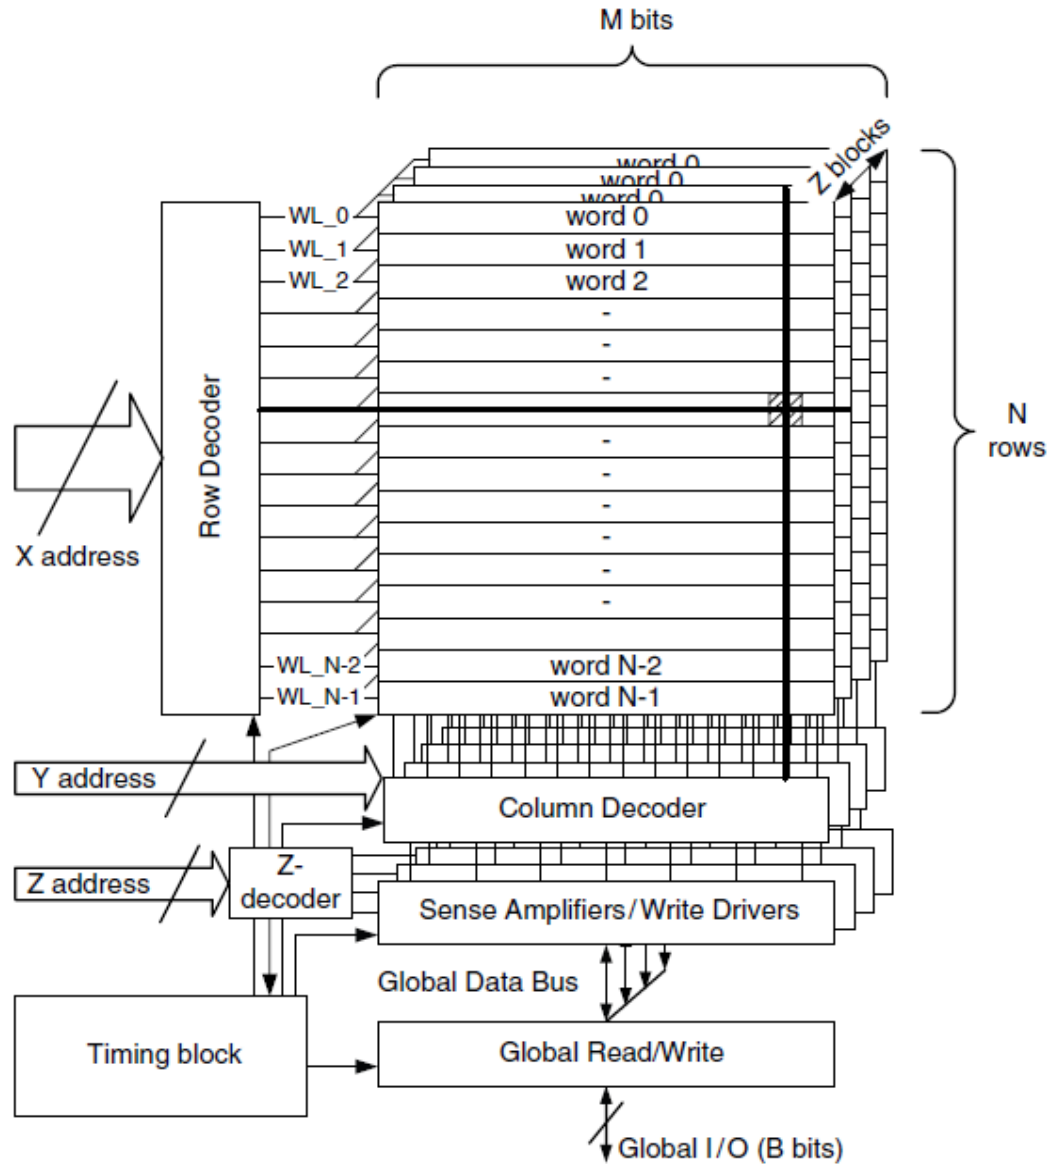 M bits
Z blocks
word 0
word 0
word 0
WL_0
word 0
WL_1
word 1
WL_2
word 2
-
-
-
-
-
-
-
-
-
Row Decoder
N
rows
X address
WL_N-2
word N-2
WL_N-1
word N-1
Y address
Column Decoder
Z address
Z-
decoder
Sense Amplifiers/Write Drivers
Global Data Bus
Timing block
Global Read/Write
Global I/O (B bits)